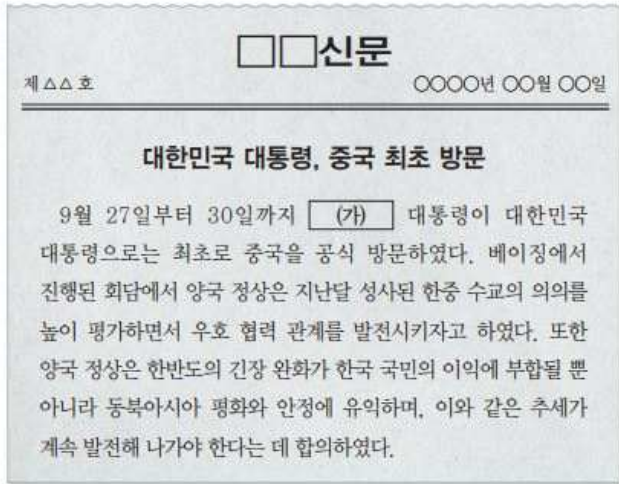 □□신문
제 △△ 호 ○○○○년 ○○월 ○○일
대한민국 대통령, 중국 최초 방문
9월 27일부터 30일까지 (가) 대통령이 대한민국
대통령으로는 최초로 중국을 공식 방문하였다. 베이징에서
진행된 회담에서 양국 정상은 지난달 성사된 한중 수교의 의의를
높이 평가하면서 우호 협력 관계를 발전시키자고 하였다. 또한
양국 정상은 한반도의 긴장 완화가 한국 국민의 이익에 부합될 뿐
아니라 동북아시아 평화와 안정에 유익하며, 이와 같은 추세가
계속 발전해 나가야 한다는 데 합의하였다.